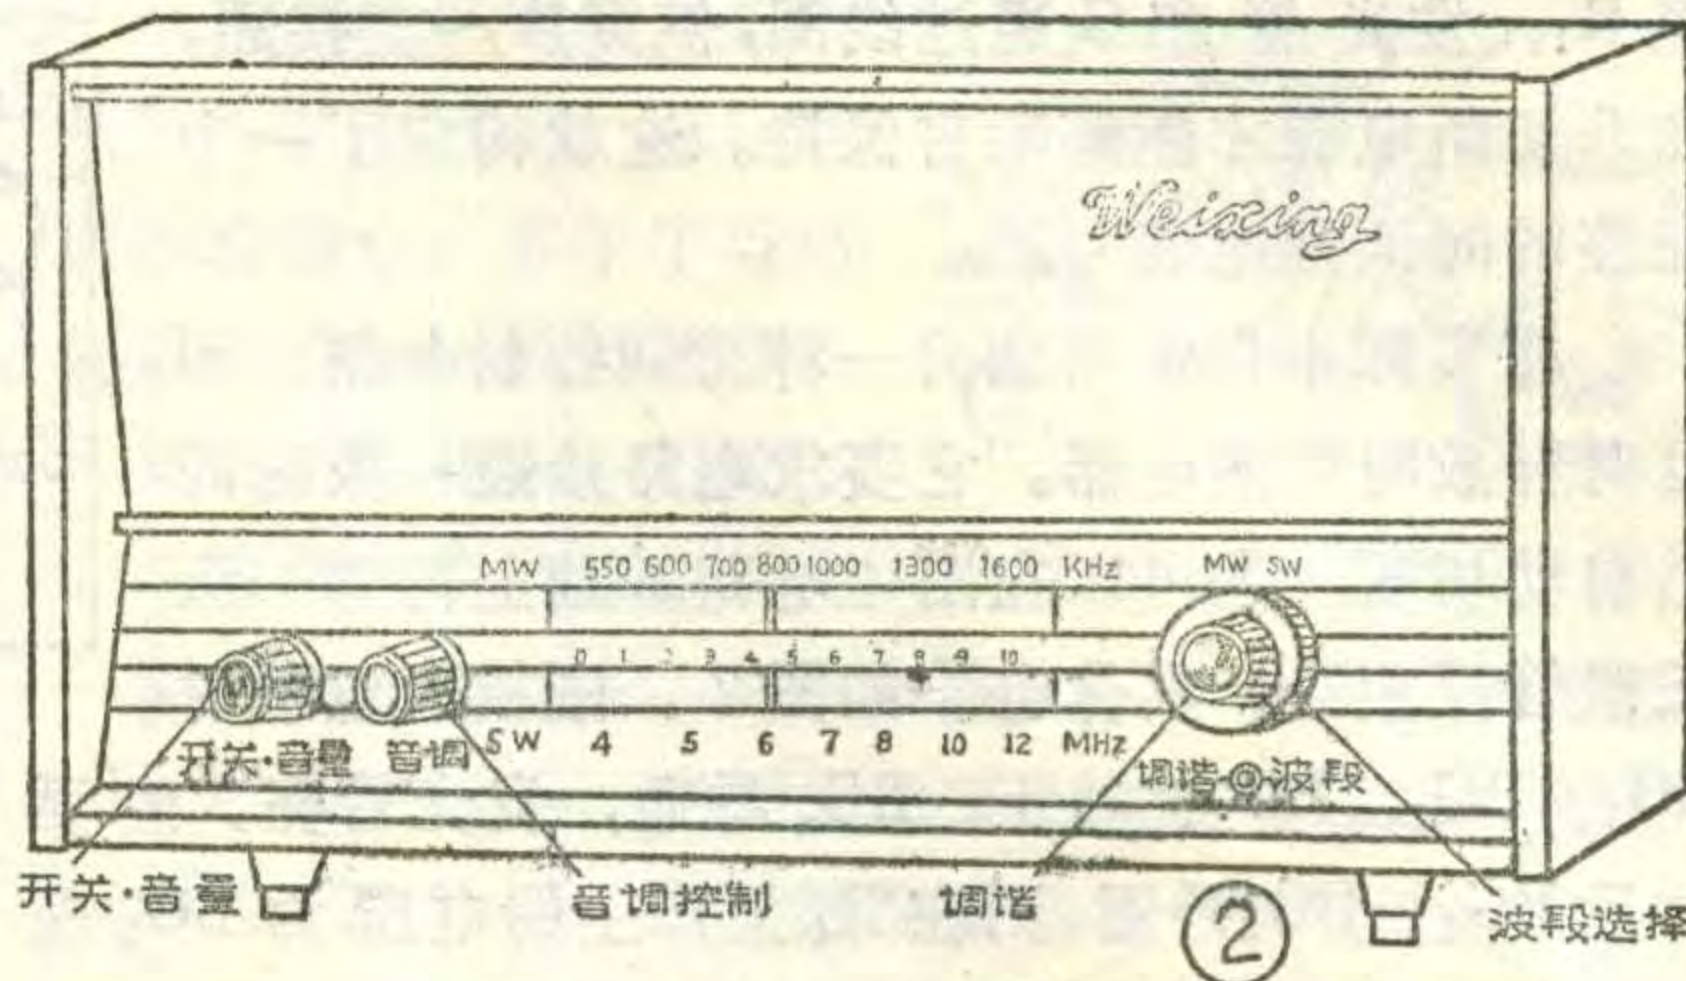 Weixing
MW 550 600 700 800 1000 1300 1600 KHz
MW SW
0 1 2 3 4 5 6 7 8 9 10
开关·音量 音调
SW 4 5 6 7 8 10 12 MHz
调谐 波段
开关·音量
音调控制
调谐
②
波段选择